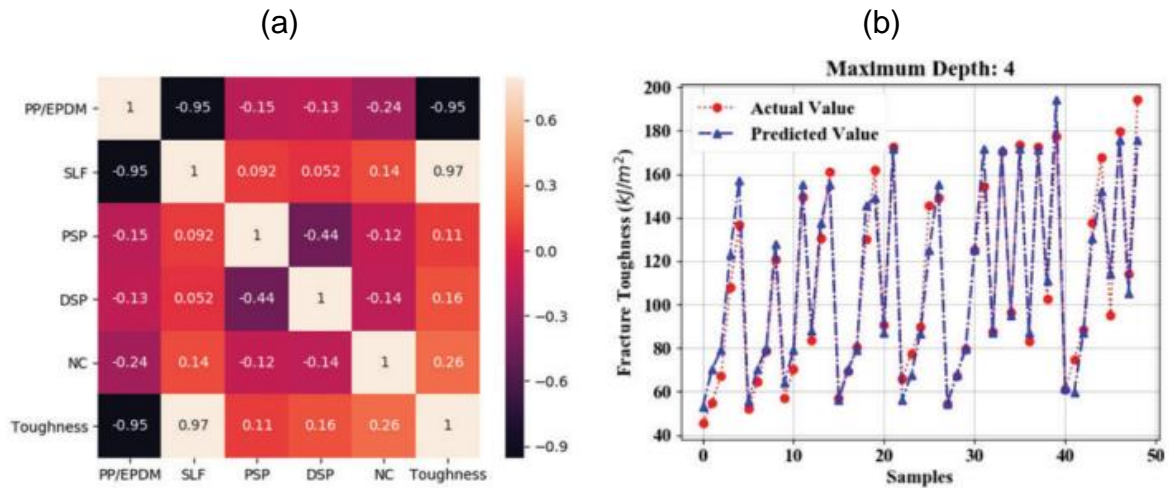 (a)
PP/EPDM 1 -0.95 -0.15 -0.13 -0.24 -0.95
SLF -0.95 1 0.092 0.052 0.14 0.97
PSP -0.15 0.092 1 -0.44 -0.12 0.11
DSP -0.13 0.052 -0.44 1 -0.14 0.16
NC -0.24 0.14 -0.12 -0.14 1 0.26
Toughness -0.95 0.97 0.11 0.16 0.26 1
PP/EPDM SLF PSP DSP NC Toughness
0.6
0.3
0.0
−0.3
−0.6
−0.9
(b)
Maximum Depth: 4
Actual Value
Predicted Value
Fracture Toughness (kJ/m²)
200
180
160
140
120
100
80
60
40
0 10 20 30 40 50
Samples